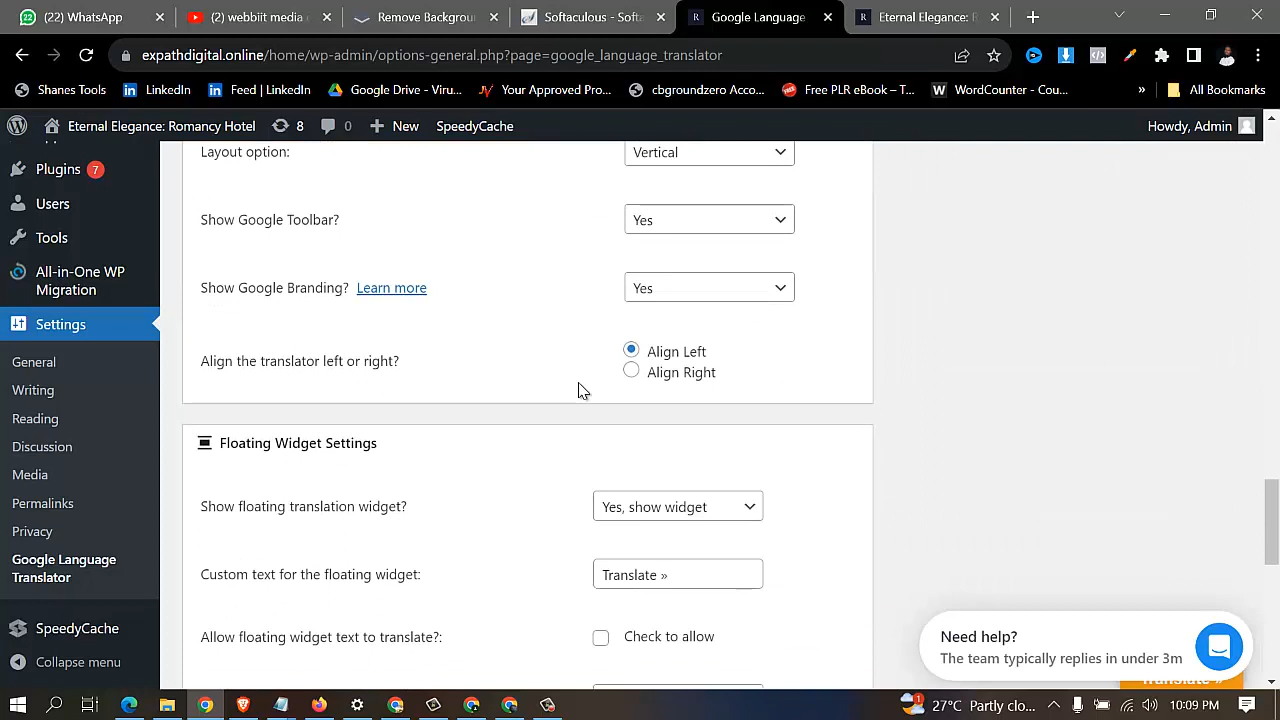 22 (22) WhatsApp
webbit media (
Remove Backgroun
Softaculous - Softa
R Google Language
R Eternal Elegance: R
expathdigital.online/home/wp-admin/options-general.php?page=google_language_translator
Shanes Tools
LinkedIn
Feed | LinkedIn
Google Drive - Viru...
Your Approved Pro...
cbgroundzero Acco...
Free PLR eBook – T...
W WordCounter - Cou...
»
All Bookmarks
Eternal Elegance: Romancy Hotel
8
0
New
SpeedyCache
Howdy, Admin
Plugins 7
Users
Tools
All-in-One WP
Migration
Settings
General
Writing
Reading
Discussion
Media
Permalinks
Privacy
Google Language
Translator
SpeedyCache
Collapse menu
Layout option:
Vertical
Show Google Toolbar?
Yes
Show Google Branding? Learn more
Yes
Align the translator left or right?
Align Left
Align Right
Floating Widget Settings
Show floating translation widget?
Yes, show widget
Custom text for the floating widget:
Translate »
Allow floating widget text to translate?:
Check to allow
Need help?
The team typically replies in under 3m
Translate »
1
27°C Partly clo...
10:09 PM